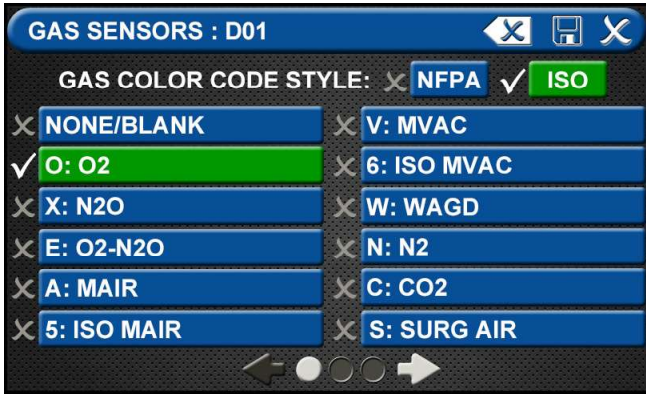 GAS SENSORS : D01
GAS COLOR CODE STYLE: NFPA ISO
NONE/BLANK
V: MVAC
O: O2
6: ISO MVAC
X: N2O
W: WAGD
E: O2-N2O
N: N2
A: MAIR
C: CO2
5: ISO MAIR
S: SURG AIR